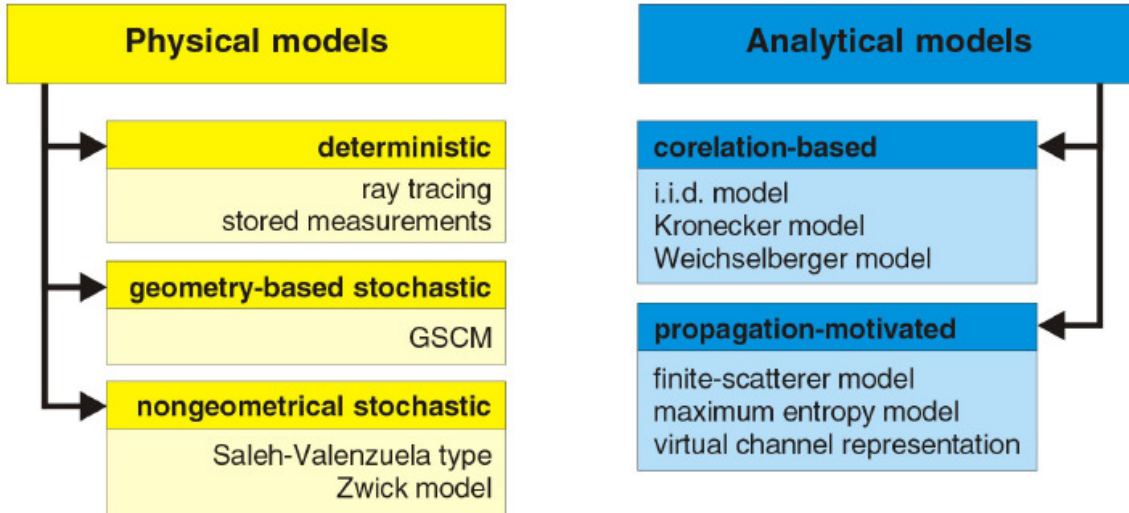 Physical models
deterministic
ray tracing
stored measurements
geometry-based stochastic
GSCM
nongeometrical stochastic
Saleh-Valenzuela type
Zwick model
Analytical models
corelation-based
i.i.d. model
Kronecker model
Weichselberger model
propagation-motivated
finite-scatterer model
maximum entropy model
virtual channel representation